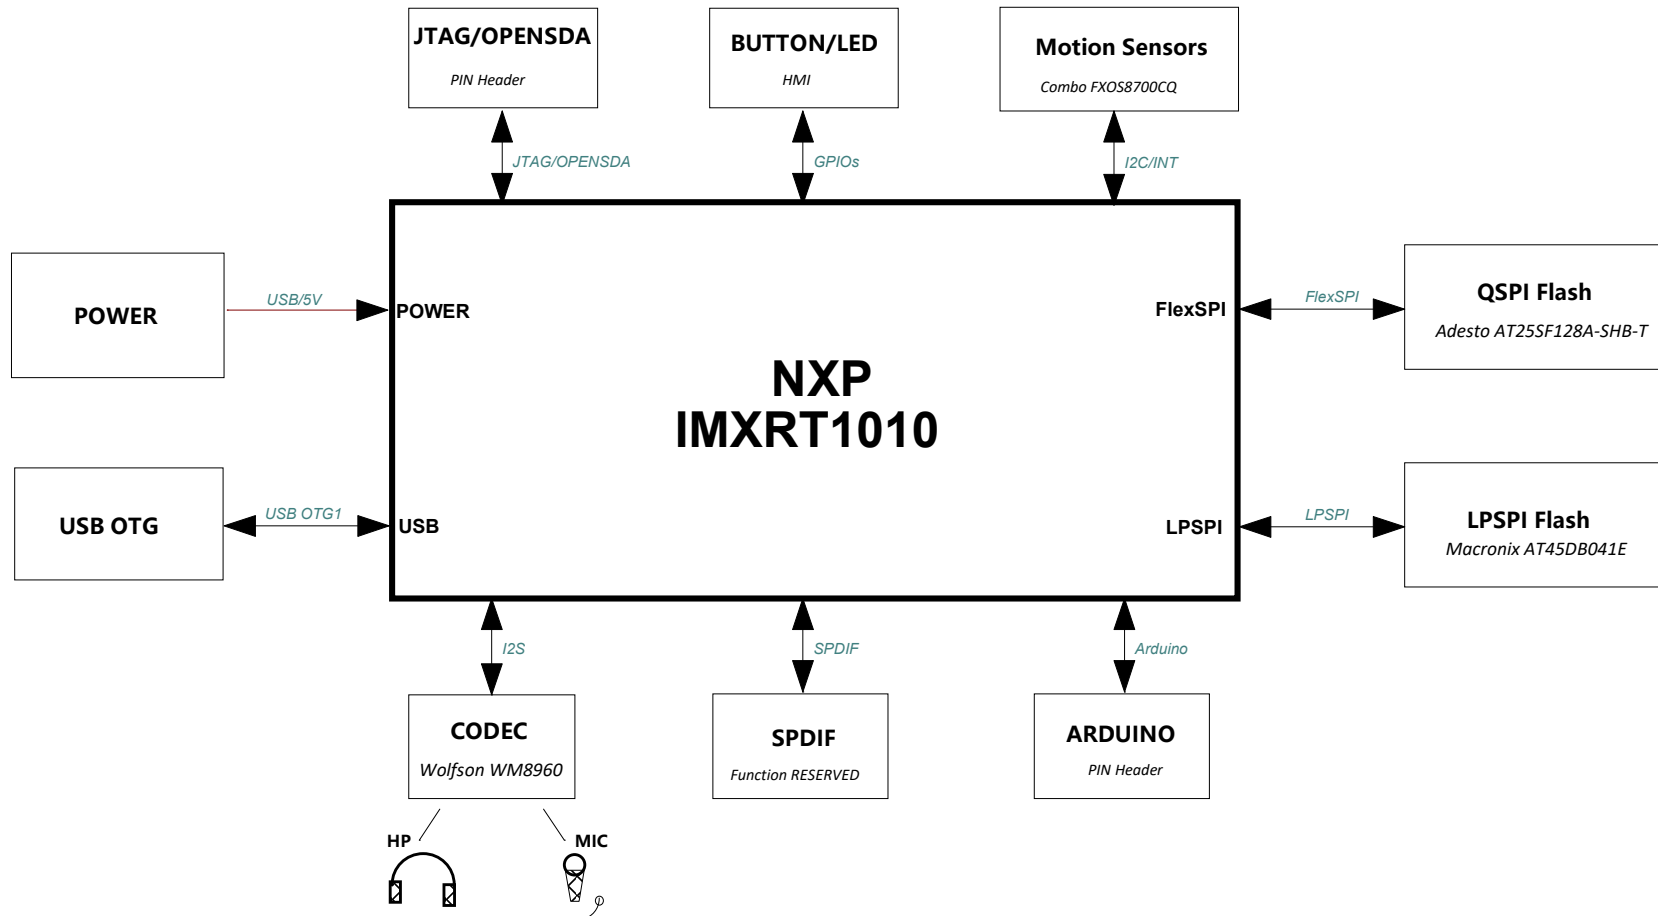 JTAG/OPENSDA
PIN Header
BUTTON/LED
HMI
Motion Sensors
Combo FXOS8700CQ
JTAG/OPENSDA
GPIOs
I2C/INT
POWER
USB/5V
POWER
FlexSPI
FlexSPI
QSPI Flash
Adesto AT25SF128A-SHB-T
NXP
IMXRT1010
USB OTG
USB OTG1
USB
LPSPI
LPSPI
LPSPI Flash
Macronix AT45DB041E
I2S
SPDIF
Arduino
CODEC
Wolfson WM8960
SPDIF
Function RESERVED
ARDUINO
PIN Header
HP
MIC